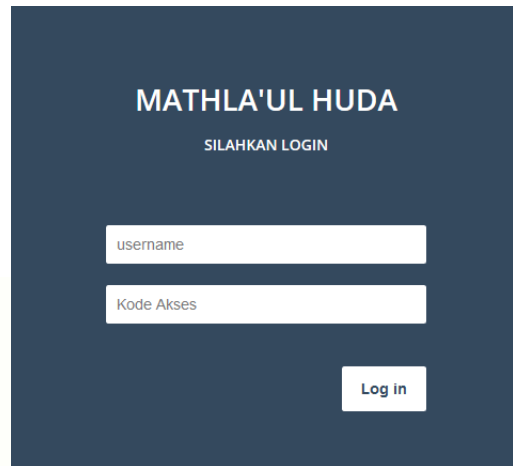 MATHLA'UL HUDA
SILAHKAN LOGIN
username
Kode Akses
Log in